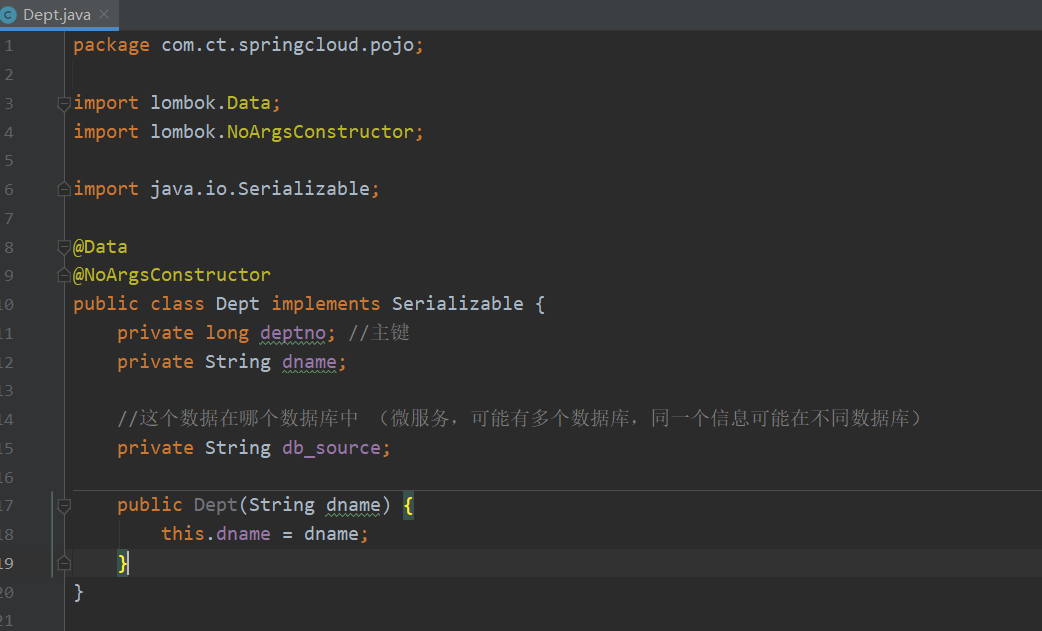 Dept.java
1 package com.ct.springcloud.pojo;
2
3 import lombok.Data;
4 import lombok.NoArgsConstructor;
5
6 import java.io.Serializable;
7
8 @Data
9 @NoArgsConstructor
10 public class Dept implements Serializable {
11 private long deptno; //主键
12 private String dname;
13
14 //这个数据在哪个数据库中 （微服务，可能有多个数据库，同一个信息可能在不同数据库）
15 private String db_source;
16
17 public Dept(String dname) {
18 this.dname = dname;
19 }
20 }
21